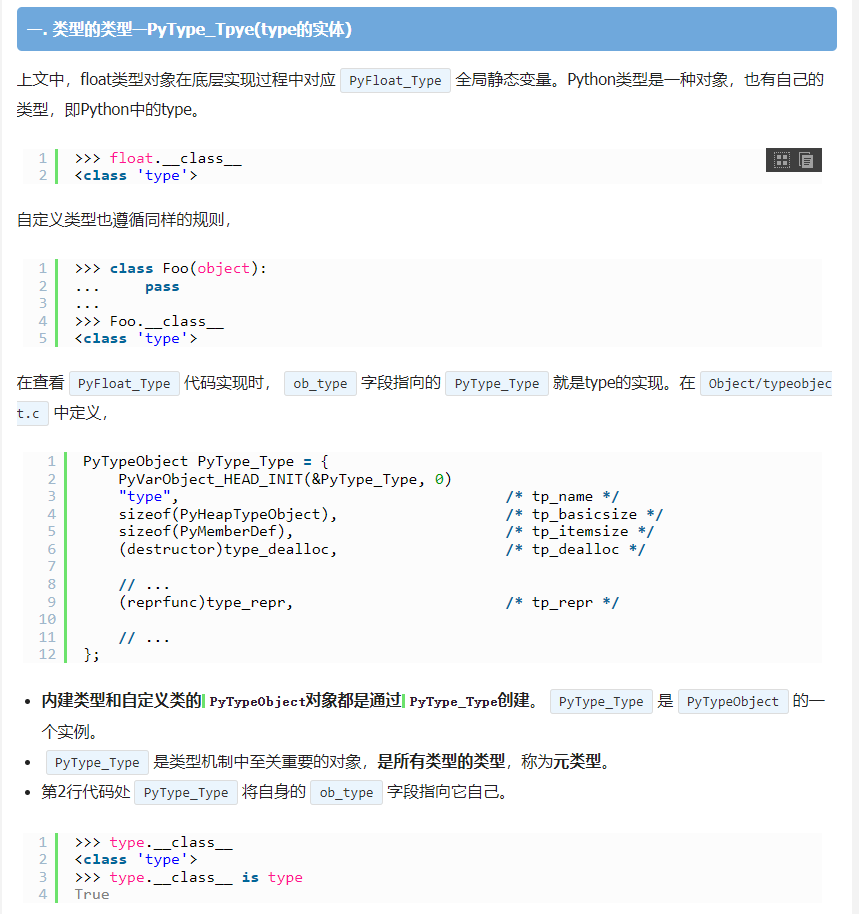 一. 类型的类型—PyType_Tpye(type的实体)
上文中，float类型对象在底层实现过程中对应 PyFloat_Type 全局静态变量。Python类型是一种对象，也有自己的
类型，即Python中的type。
1 >>> float.__class__
2 <class 'type'>
自定义类型也遵循同样的规则，
1 >>> class Foo(object):
2 ...     pass
3 ...
4 >>> Foo.__class__
5 <class 'type'>
在查看 PyFloat_Type 代码实现时， ob_type 字段指向的 PyType_Type 就是type的实现。在 Object/typeobjec
t.c 中定义，
1 PyTypeObject PyType_Type = {
2     PyVarObject_HEAD_INIT(&PyType_Type, 0)
3     "type",                                     /* tp_name */
4     sizeof(PyHeapTypeObject),                   /* tp_basicsize */
5     sizeof(PyMemberDef),                        /* tp_itemsize */
6     (destructor)type_dealloc,                   /* tp_dealloc */
7
8     // ...
9     (reprfunc)type_repr,                        /* tp_repr */
10
11     // ...
12 };
• 内建类型和自定义类的 PyTypeObject对象都是通过 PyType_Type创建。 PyType_Type 是 PyTypeObject 的一
个实例。
• PyType_Type 是类型机制中至关重要的对象，是所有类型的类型，称为元类型。
• 第2行代码处 PyType_Type 将自身的 ob_type 字段指向它自己。
1 >>> type.__class__
2 <class 'type'>
3 >>> type.__class__ is type
4 True